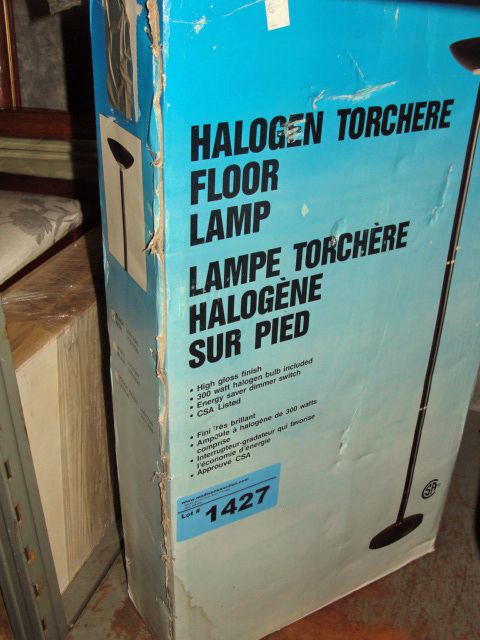 HALOGEN TORCHERE
FLOOR
LAMP
LAMPE TORCHÈRE
HALOGÈNE
SUR PIED
• High gloss finish
• 300 watt halogen bulb included
• Energy saver dimmer switch
• CSA Listed
• Fini très brillant
• Ampoule à halogène de 300 watts
comprise
• Interrupteur-gradateur qui favorise
l'économie d'énergie
• Approuvé CSA
Lot # 1427